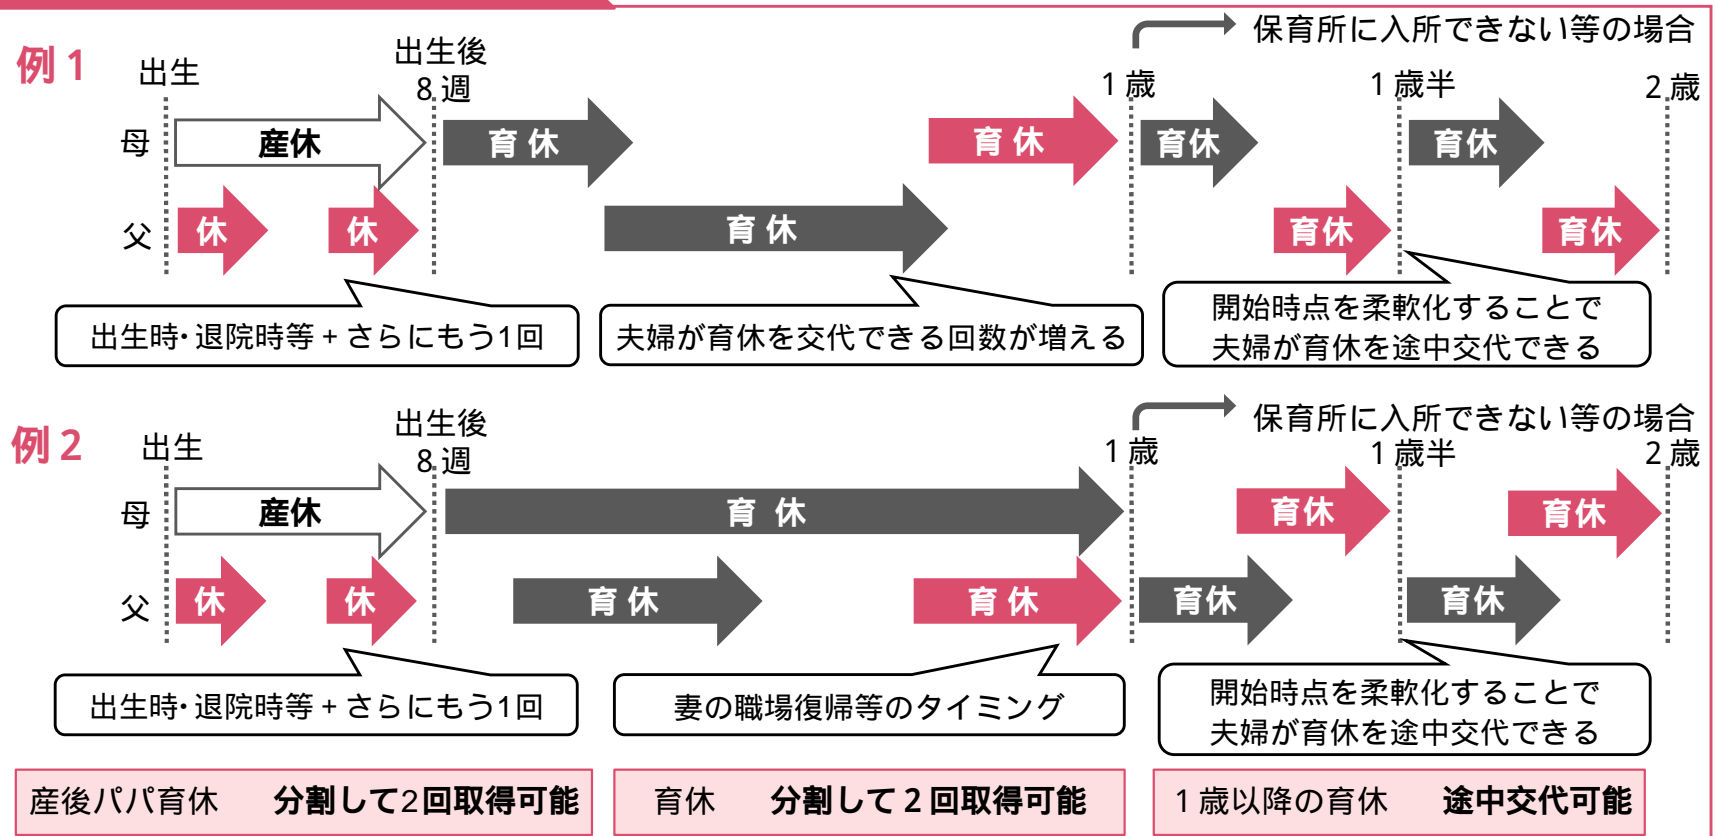 保育所に入所できない等の場合
例1
出生
出生後
8週
1歳
1歳半
2歳
母
産休
育休
育休
育休
育休
父
休
休
育休
育休
育休
出生時・退院時等+さらにもう1回
夫婦が育休を交代できる回数が増える
開始時点を柔軟化することで
夫婦が育休を途中交代できる
保育所に入所できない等の場合
例2
出生
出生後
8週
1歳
1歳半
2歳
母
産休
育休
育休
育休
父
休
休
育休
育休
育休
育休
出生時・退院時等+さらにもう1回
妻の職場復帰等のタイミング
開始時点を柔軟化することで
夫婦が育休を途中交代できる
産後パパ育休 分割して2回取得可能
育休 分割して2回取得可能
1歳以降の育休 途中交代可能